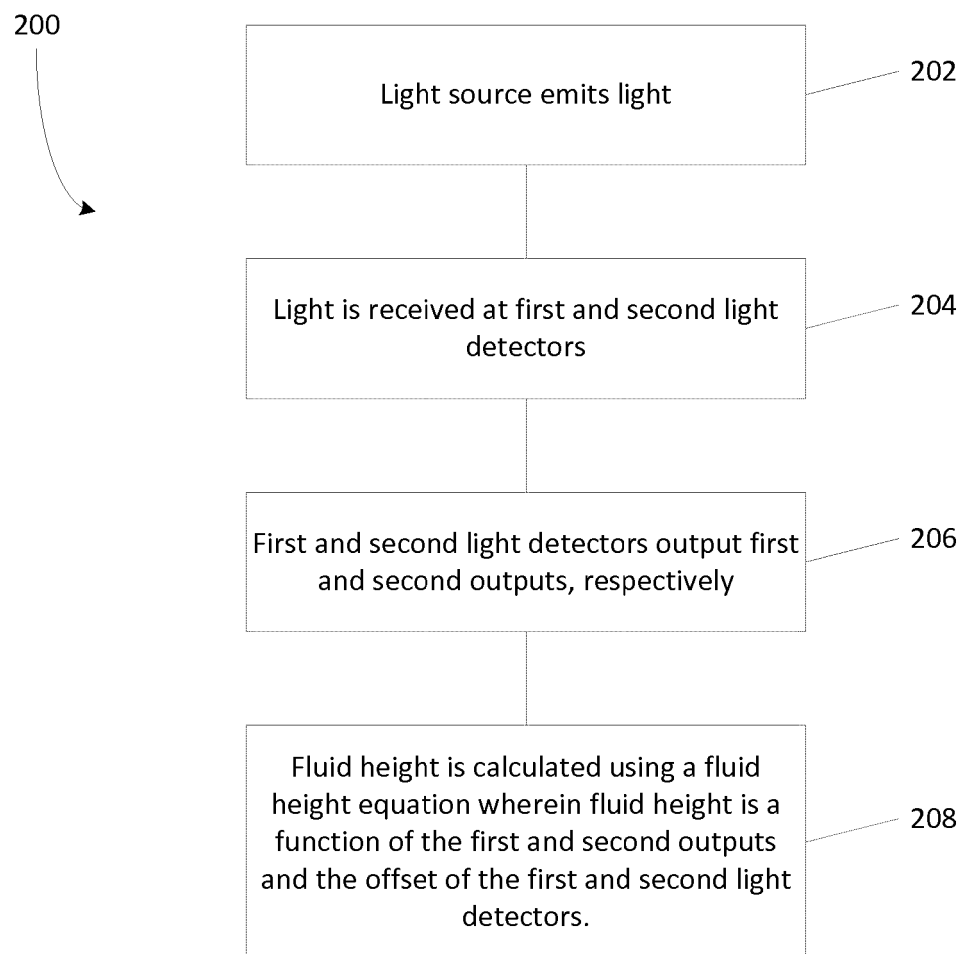 200
Light source emits light
202
Light is received at first and second light
detectors
204
First and second light detectors output first
and second outputs, respectively
206
Fluid height is calculated using a fluid
height equation wherein fluid height is a
function of the first and second outputs
and the offset of the first and second light
detectors.
208